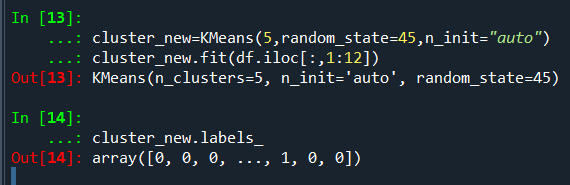 In [13]:
...: cluster_new=KMeans(5,random_state=45,n_init="auto")
...: cluster_new.fit(df.iloc[:,1:12])
Out[13]: KMeans(n_clusters=5, n_init='auto', random_state=45)
In [14]:
...: cluster_new.labels_
Out[14]: array([0, 0, 0, ..., 1, 0, 0])